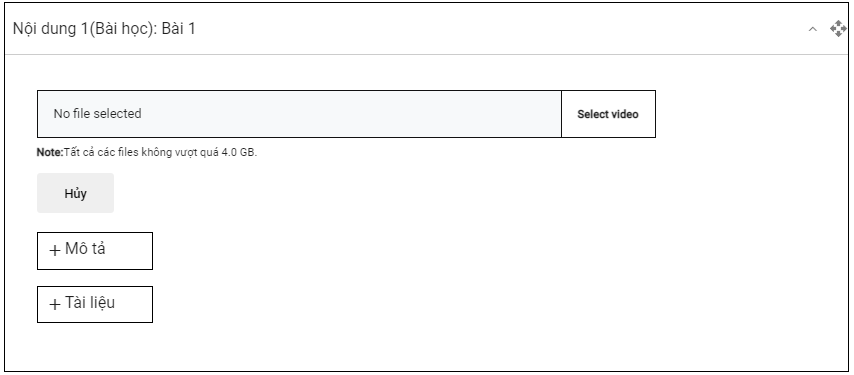 Nội dung 1(Bài học): Bài 1
No file selected
Select video
Note:Tất cả các files không vượt quá 4.0 GB.
Hủy
+ Mô tả
+ Tài liệu